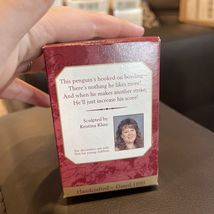 This penguin's hooked on bowling—
There's nothing he likes more!
And when he makes another strike,
He'll just increase his score!
Sculpted by
Kristina Kline
Handcrafted • Dated 1999